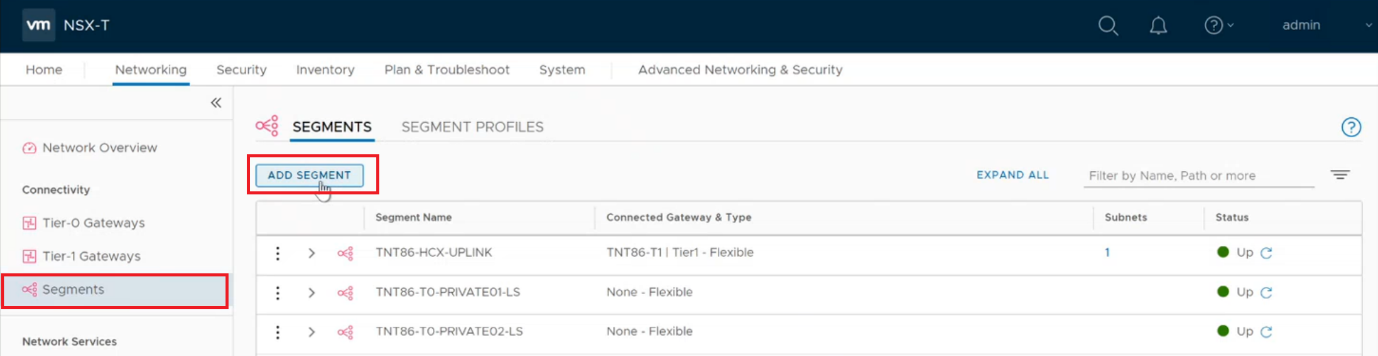 vm NSX-T admin
Home Networking Security Inventory Plan & Troubleshoot System Advanced Networking & Security
SEGMENTS SEGMENT PROFILES
Network Overview
ADD SEGMENT EXPAND ALL Filter by Name, Path or more
Connectivity
Segment Name Connected Gateway & Type Subnets Status
Tier-0 Gateways
TNT86-HCX-UPLINK TNT86-T1 | Tier1 - Flexible 1 Up
Tier-1 Gateways
Segments
TNT86-T0-PRIVATE01-LS None - Flexible Up
TNT86-T0-PRIVATE02-LS None - Flexible Up
Network Services